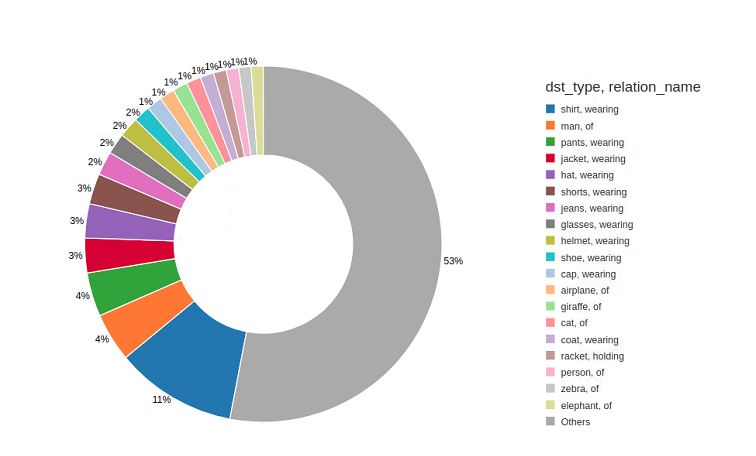 dst_type, relation_name
shirt, wearing
man, of
pants, wearing
jacket, wearing
hat, wearing
shorts, wearing
jeans, wearing
glasses, wearing
helmet, wearing
shoe, wearing
cap, wearing
airplane, of
giraffe, of
cat, of
coat, wearing
racket, holding
person, of
zebra, of
elephant, of
Others
53%
11%
4%
4%
3%
3%
3%
2%
2%
2%
2%
1%
1%
1%
1%
1%
1%
1%
1%
1%